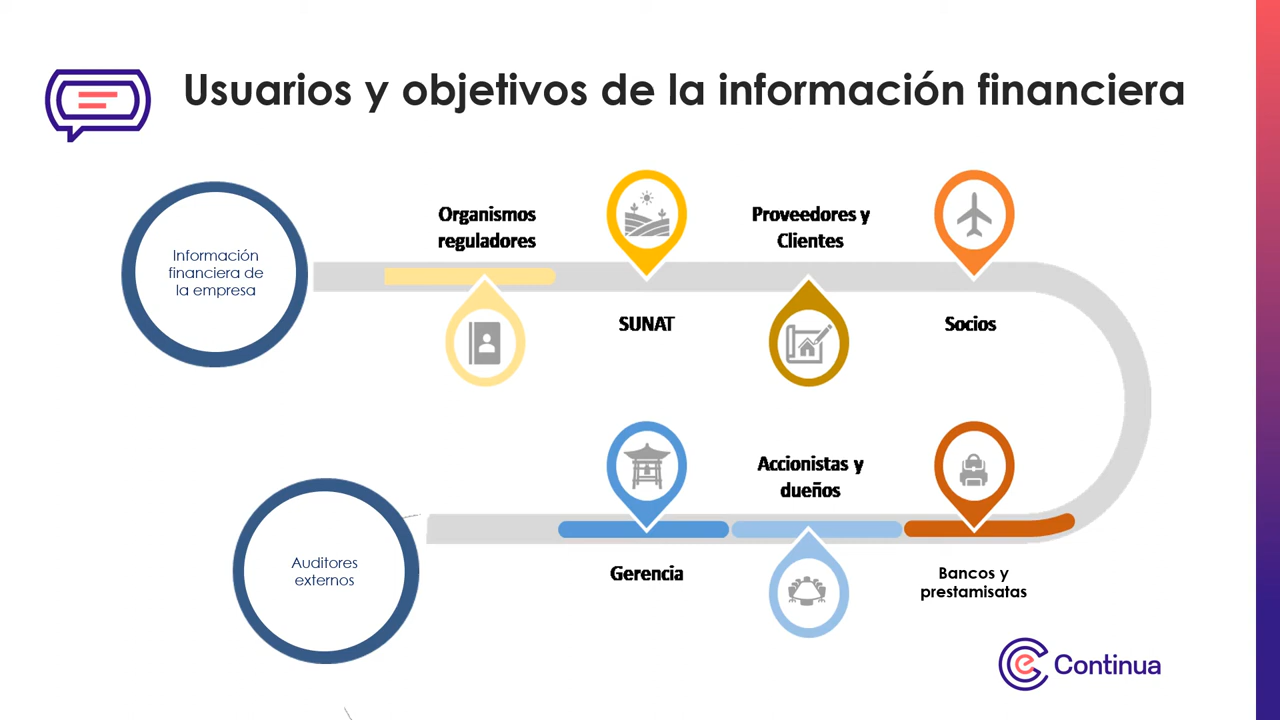 Usuarios y objetivos de la información financiera
Información
financiera de
la empresa
Organismos
reguladores
SUNAT
Proveedores y
Clientes
Socios
Bancos y
prestamisatas
Accionistas y
dueños
Gerencia
Auditores
externos
Continua